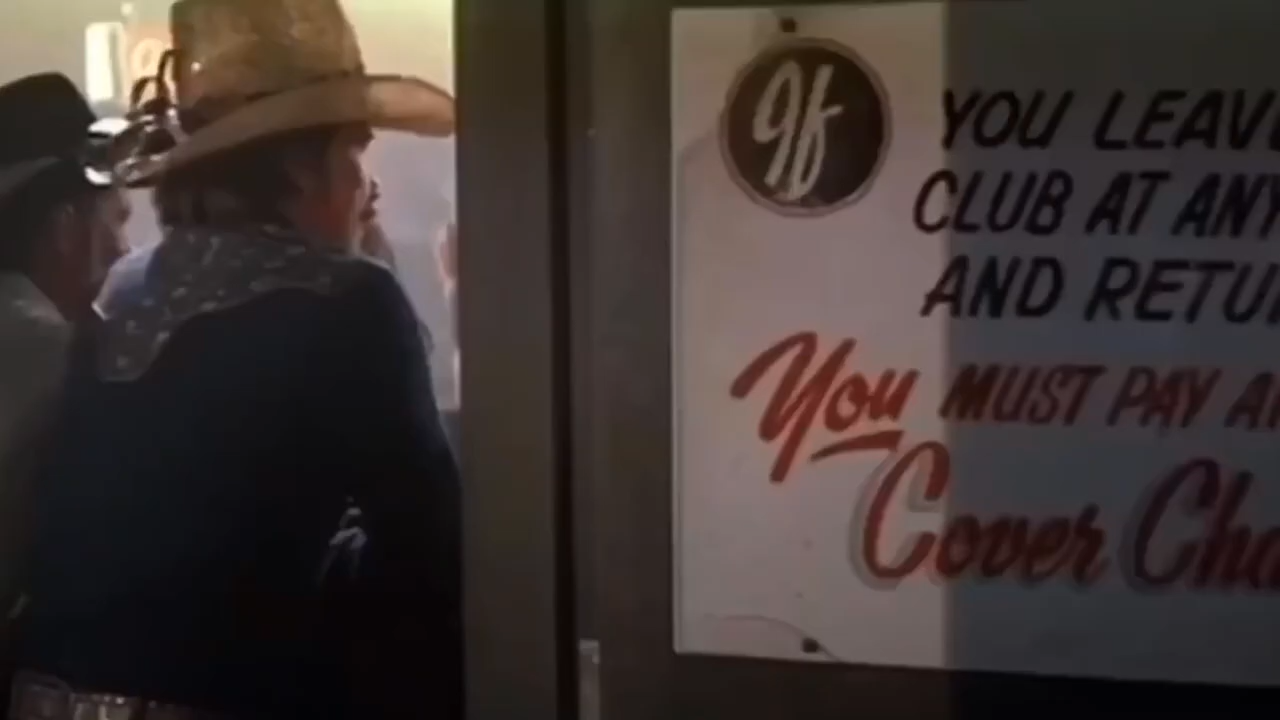 If YOU LEAVE
CLUB AT ANY
AND RETU
You MUST PAY A
Cover Cha